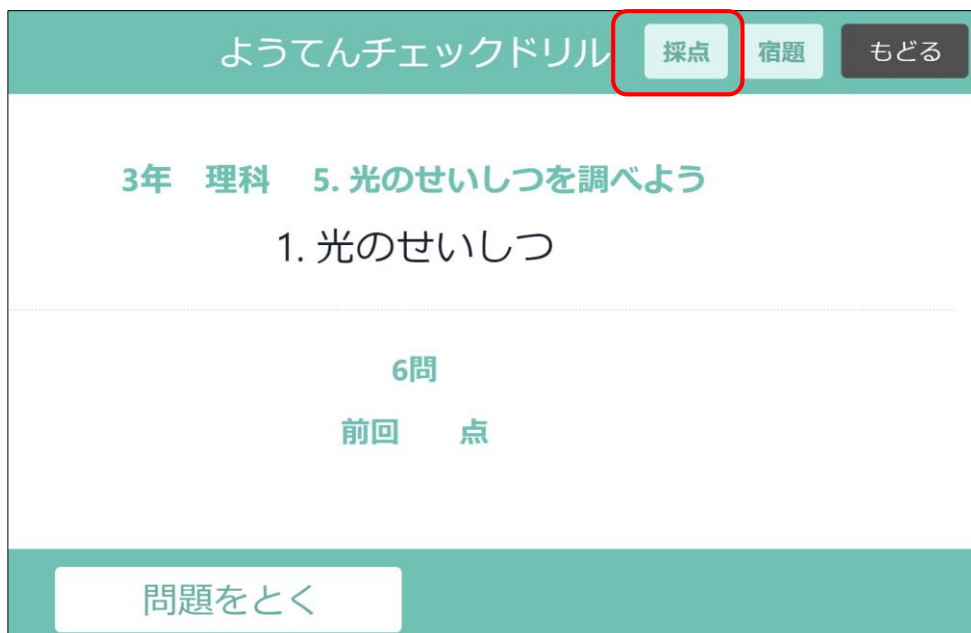 ようてんチェックドリル 採点 宿題 もどる
3年 理科 5. 光のせいしつを調べよう
1. 光のせいしつ
6問
前回 点
問題をとく